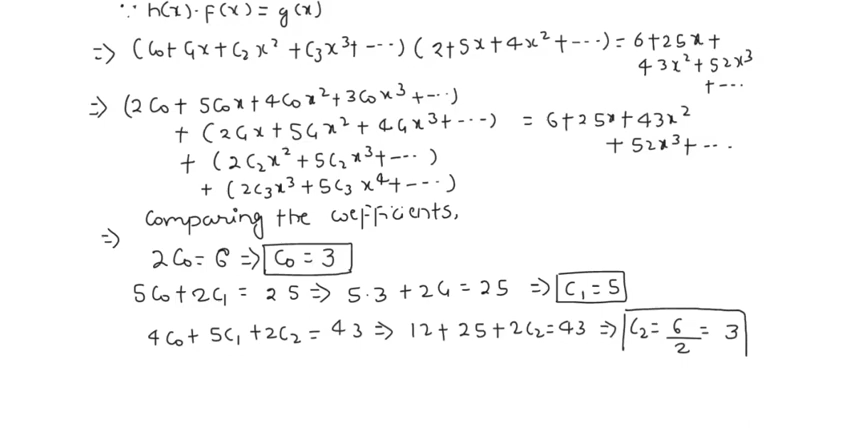 ∵ h(x)·f(x) = g(x)
⇒ (C₀ + C₁x + C₂x² + C₃x³ + ---) (2 + 5x + 4x² + ---) = 6 + 25x +
43x² + 52x³
+ ---
⇒ (2C₀ + 5C₀x + 4C₀x² + 3C₀x³ + ---)
+ (2C₁x + 5C₁x² + 4C₁x³ + ---) = 6 + 25x + 43x²
+ 52x³ + ---
+ (2C₂x² + 5C₂x³ + ---)
+ (2C₃x³ + 5C₃x⁴ + ---)
⇒ Comparing the coefficients,
2C₀ = 6 ⇒ C₀ = 3
5C₀ + 2C₁ = 25 ⇒ 5·3 + 2C₁ = 25 ⇒ C₁ = 5
4C₀ + 5C₁ + 2C₂ = 43 ⇒ 12 + 25 + 2C₂ = 43 ⇒ C₂ = 6/2 = 3